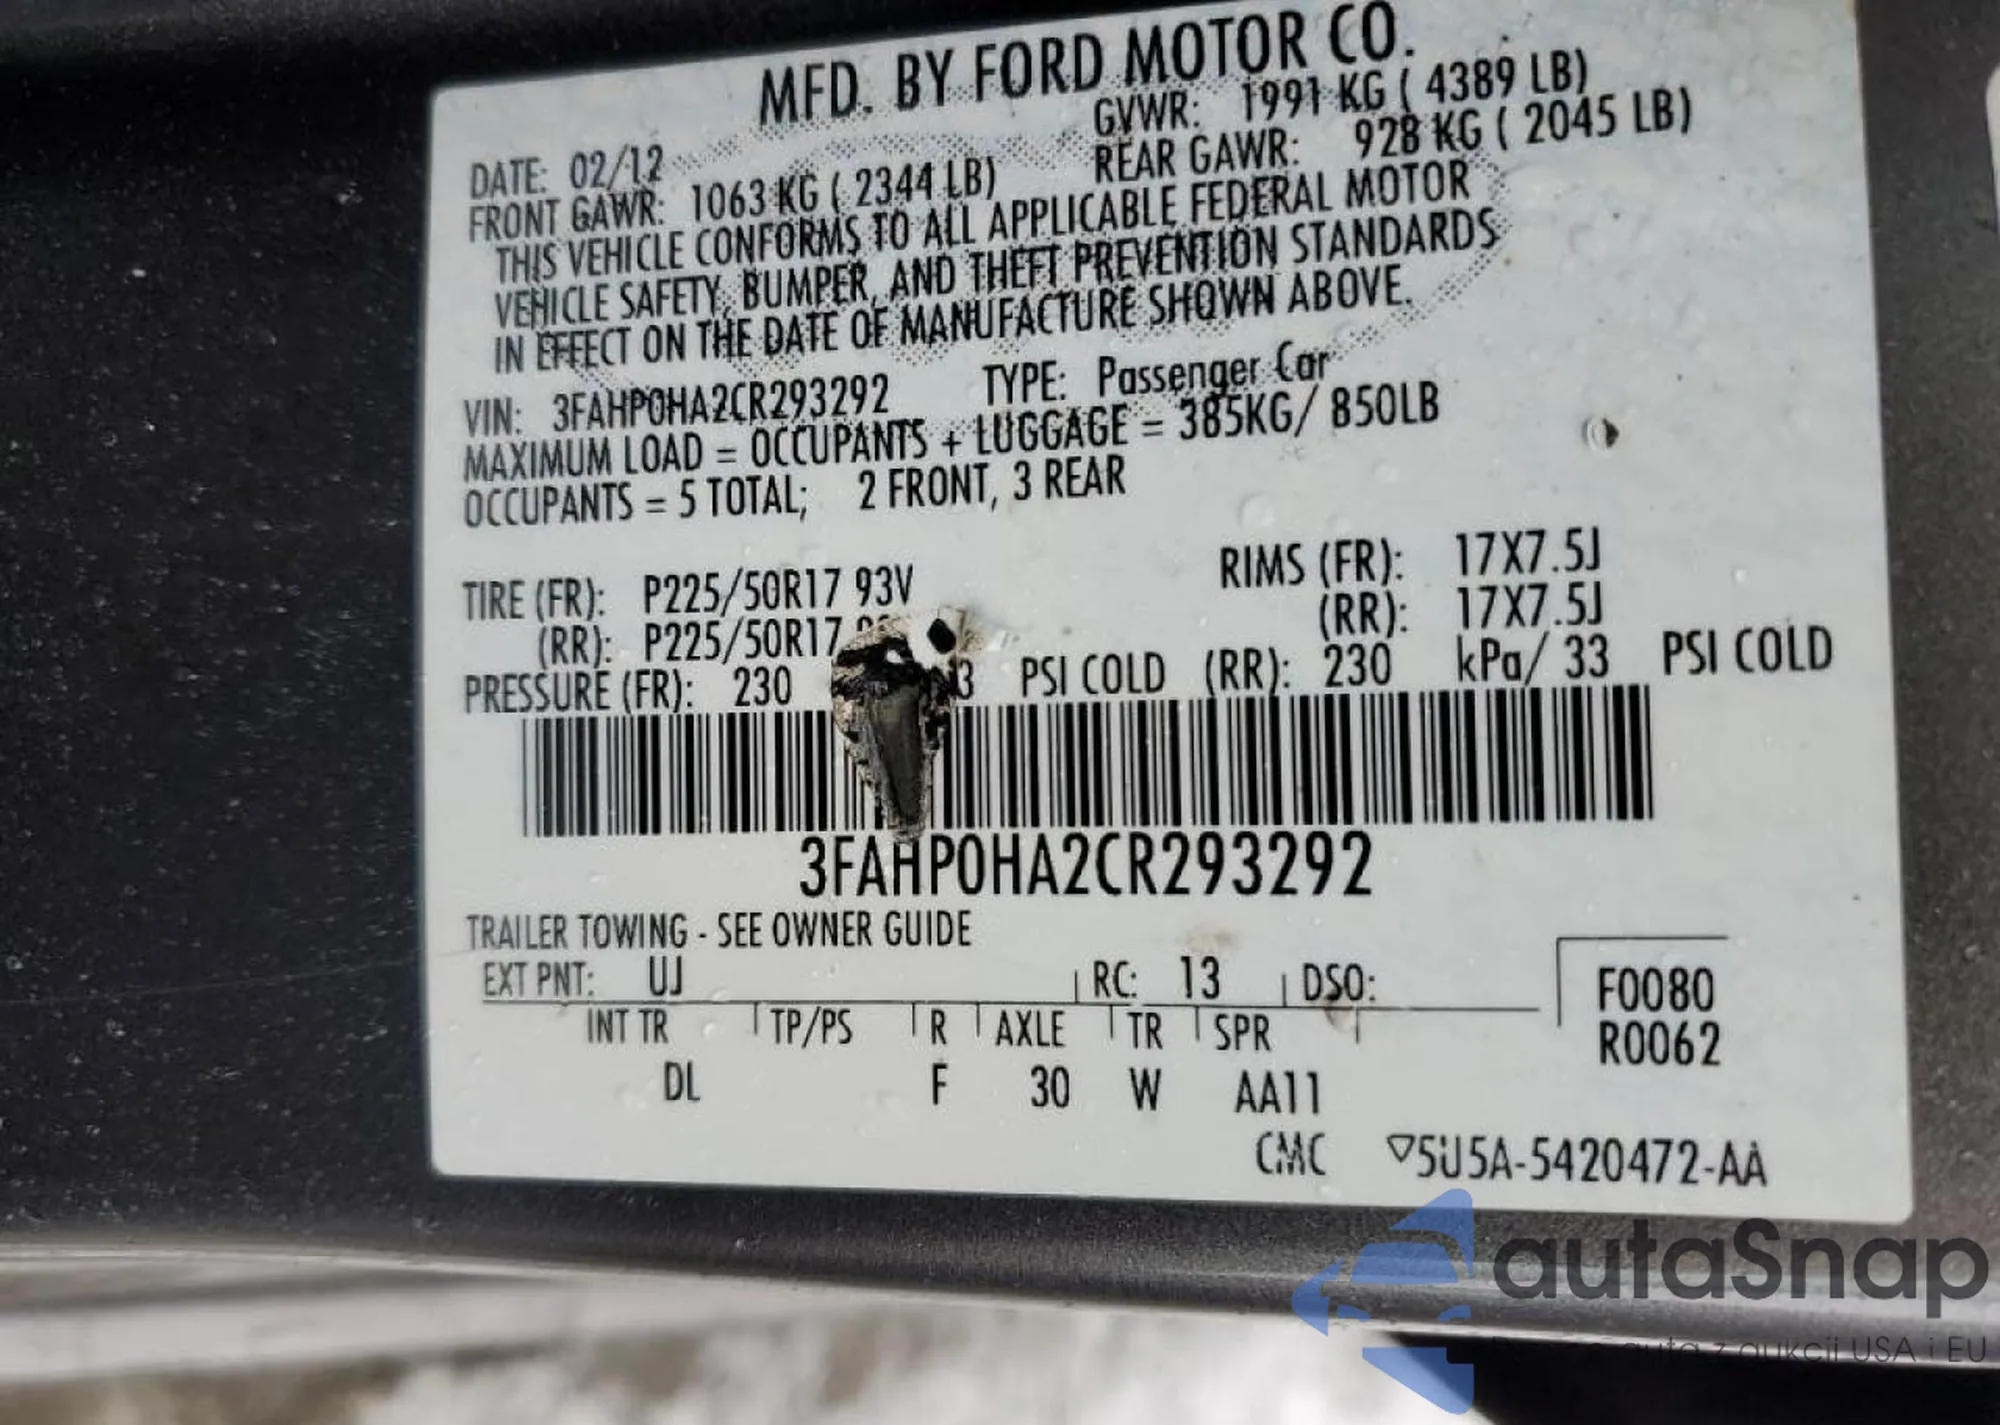 MFD. BY FORD MOTOR CO.
DATE: 02/12 GVWR: 1991 KG ( 4389 LB)
FRONT GAWR: 1063 KG ( 2344 LB) REAR GAWR: 928 KG ( 2045 LB)
THIS VEHICLE CONFORMS TO ALL APPLICABLE FEDERAL MOTOR
VEHICLE SAFETY, BUMPER, AND THEFT PREVENTION STANDARDS
IN EFFECT ON THE DATE OF MANUFACTURE SHOWN ABOVE.
VIN: 3FAHP0HA2CR293292 TYPE: Passenger Car
MAXIMUM LOAD = OCCUPANTS + LUGGAGE = 385KG/ 850LB
OCCUPANTS = 5 TOTAL; 2 FRONT, 3 REAR
TIRE (FR): P225/50R17 93V RIMS (FR): 17X7.5J
(RR): P225/50R17 (RR): 17X7.5J
PRESSURE (FR): 230 PSI COLD (RR): 230 kPa/ 33 PSI COLD
3FAHP0HA2CR293292
TRAILER TOWING - SEE OWNER GUIDE
EXT PNT: UJ RC: 13 DSO: F0080
INT TR TP/PS R AXLE TR SPR R0062
DL F 30 W AA11
CMC ▽5U5A-5420472-AA
autaSnap
auta z aukcji USA i EU